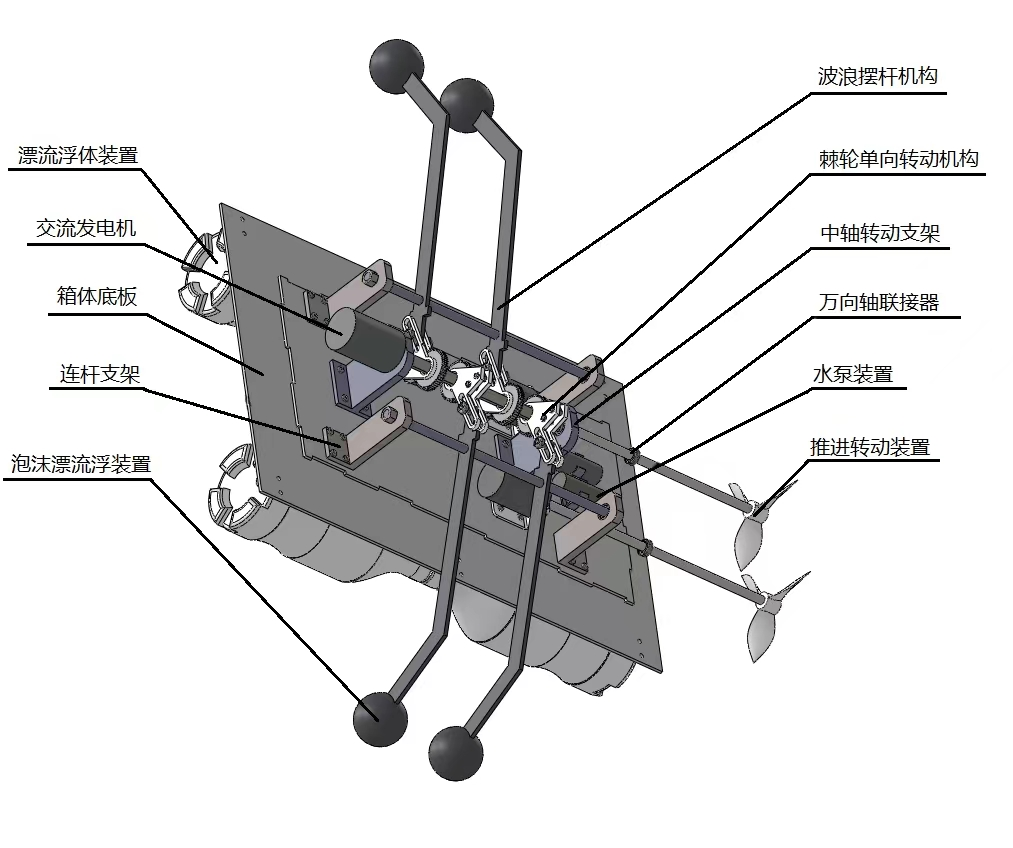 漂流浮体装置
交流发电机
箱体底板
连杆支架
泡沫漂流浮装置
波浪摆杆机构
棘轮单向转动机构
中轴转动支架
万向轴联接器
水泵装置
推进转动装置